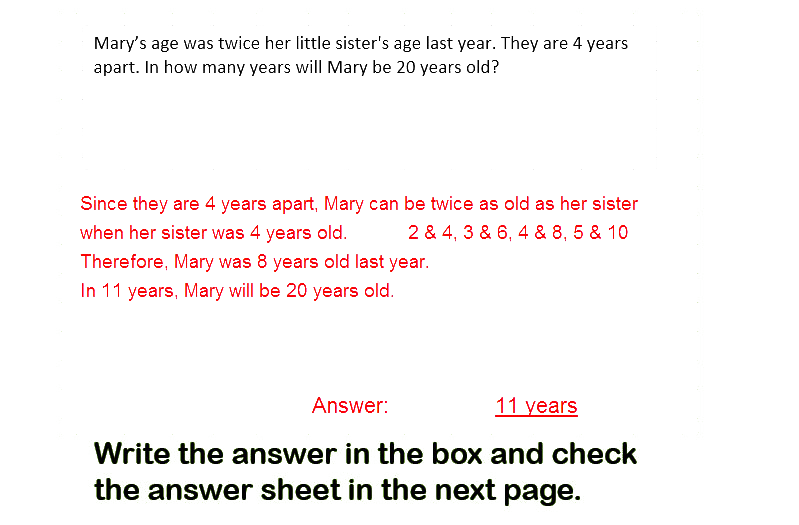 Mary’s age was twice her little sister's age last year. They are 4 years
apart. In how many years will Mary be 20 years old?
Since they are 4 years apart, Mary can be twice as old as her sister
when her sister was 4 years old. 2 & 4, 3 & 6, 4 & 8, 5 & 10
Therefore, Mary was 8 years old last year.
In 11 years, Mary will be 20 years old.
Answer: 11 years
Write the answer in the box and check
the answer sheet in the next page.